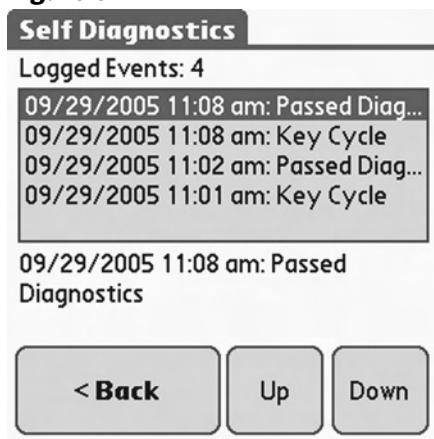 Self Diagnostics
Logged Events: 4
09/29/2005 11:08 am: Passed Diag...
09/29/2005 11:08 am: Key Cycle
09/29/2005 11:02 am: Passed Diag...
09/29/2005 11:01 am: Key Cycle
09/29/2005 11:08 am: Passed
Diagnostics
< Back
Up
Down